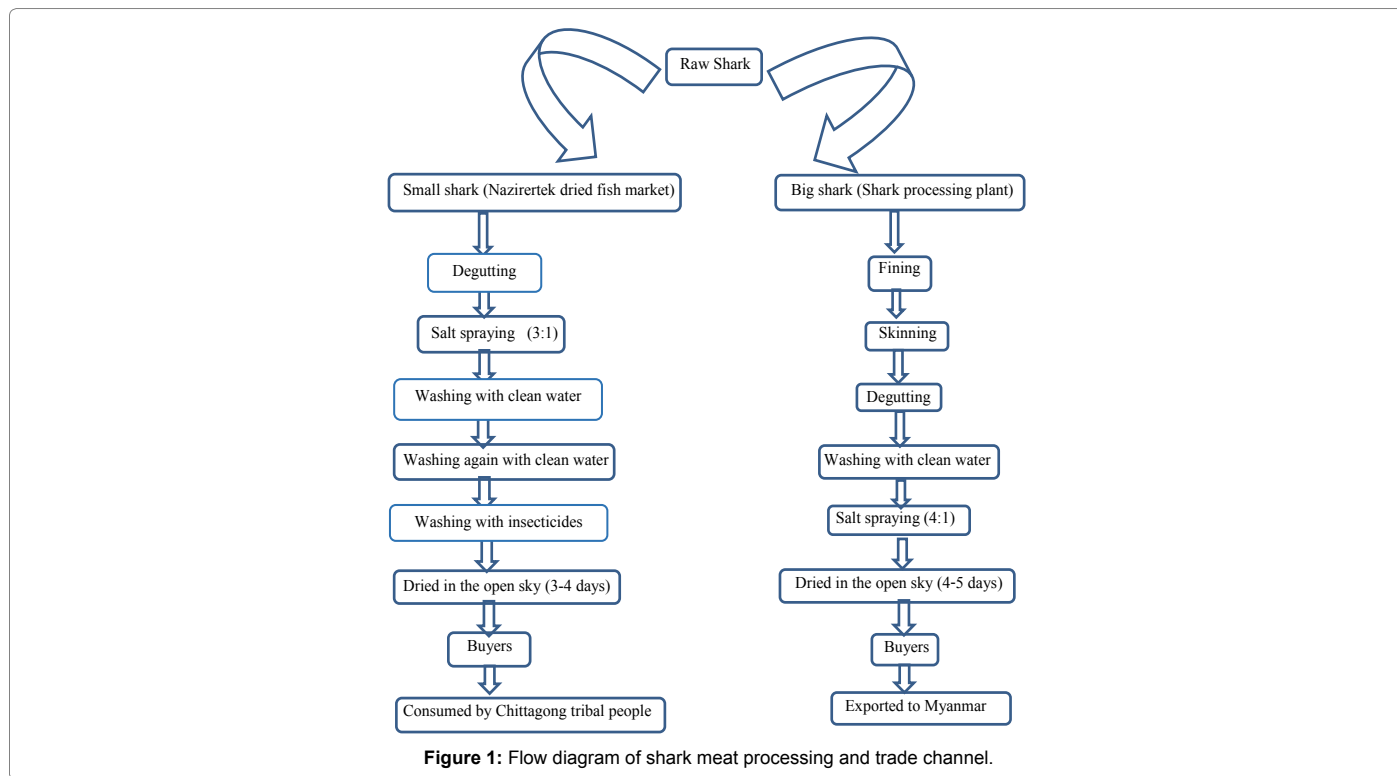 Raw Shark
Small shark (Nazirertek dried fish market)
Degutting
Salt spraying (3:1)
Washing with clean water
Washing again with clean water
Washing with insecticides
Dried in the open sky (3-4 days)
Buyers
Consumed by Chittagong tribal people
Big shark (Shark processing plant)
Fining
Skinning
Degutting
Washing with clean water
Salt spraying (4:1)
Dried in the open sky (4-5 days)
Buyers
Exported to Myanmar
Figure 1: Flow diagram of shark meat processing and trade channel.